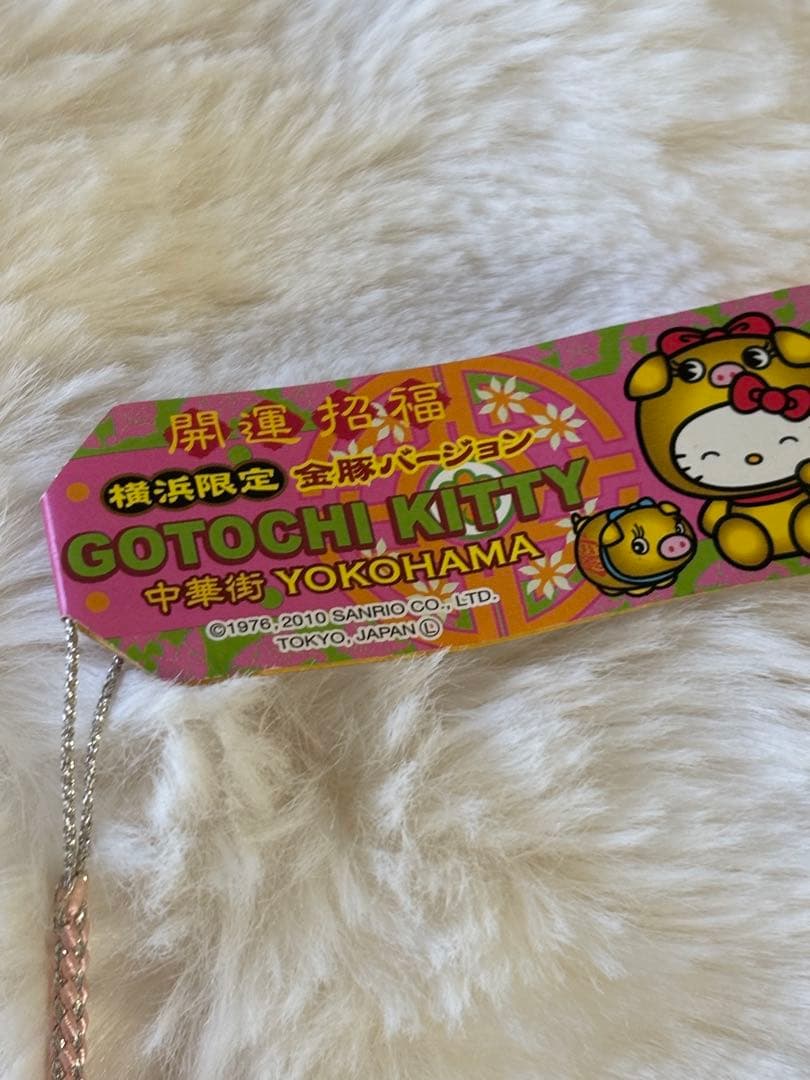 開運招福
横浜限定 金豚バージョン
GOTOCHI KITTY
中華街 YOKOHAMA
©1976, 2010 SANRIO CO., LTD.
TOKYO, JAPAN Ⓛ